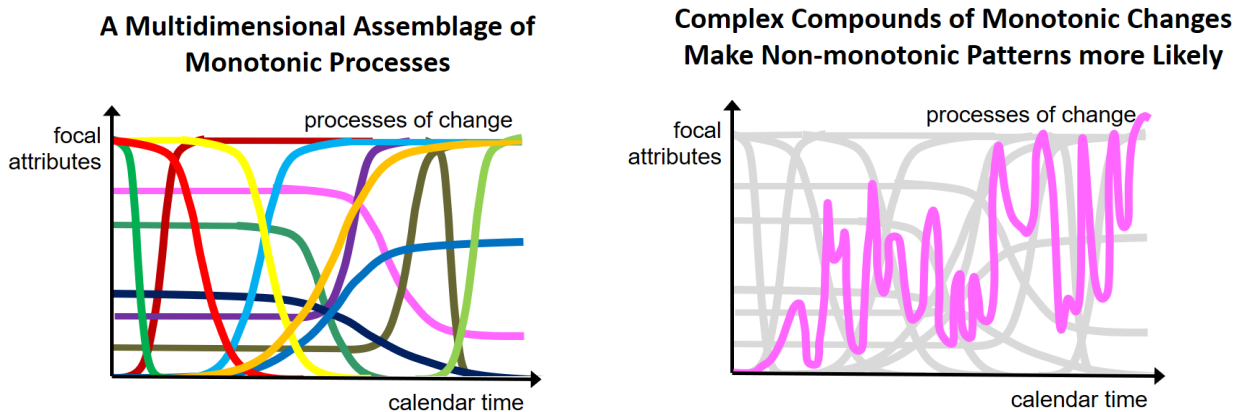 A Multidimensional Assemblage of
Monotonic Processes
processes of change
focal
attributes
calendar time
Complex Compounds of Monotonic Changes
Make Non-monotonic Patterns more Likely
processes of change
focal
attributes
calendar time